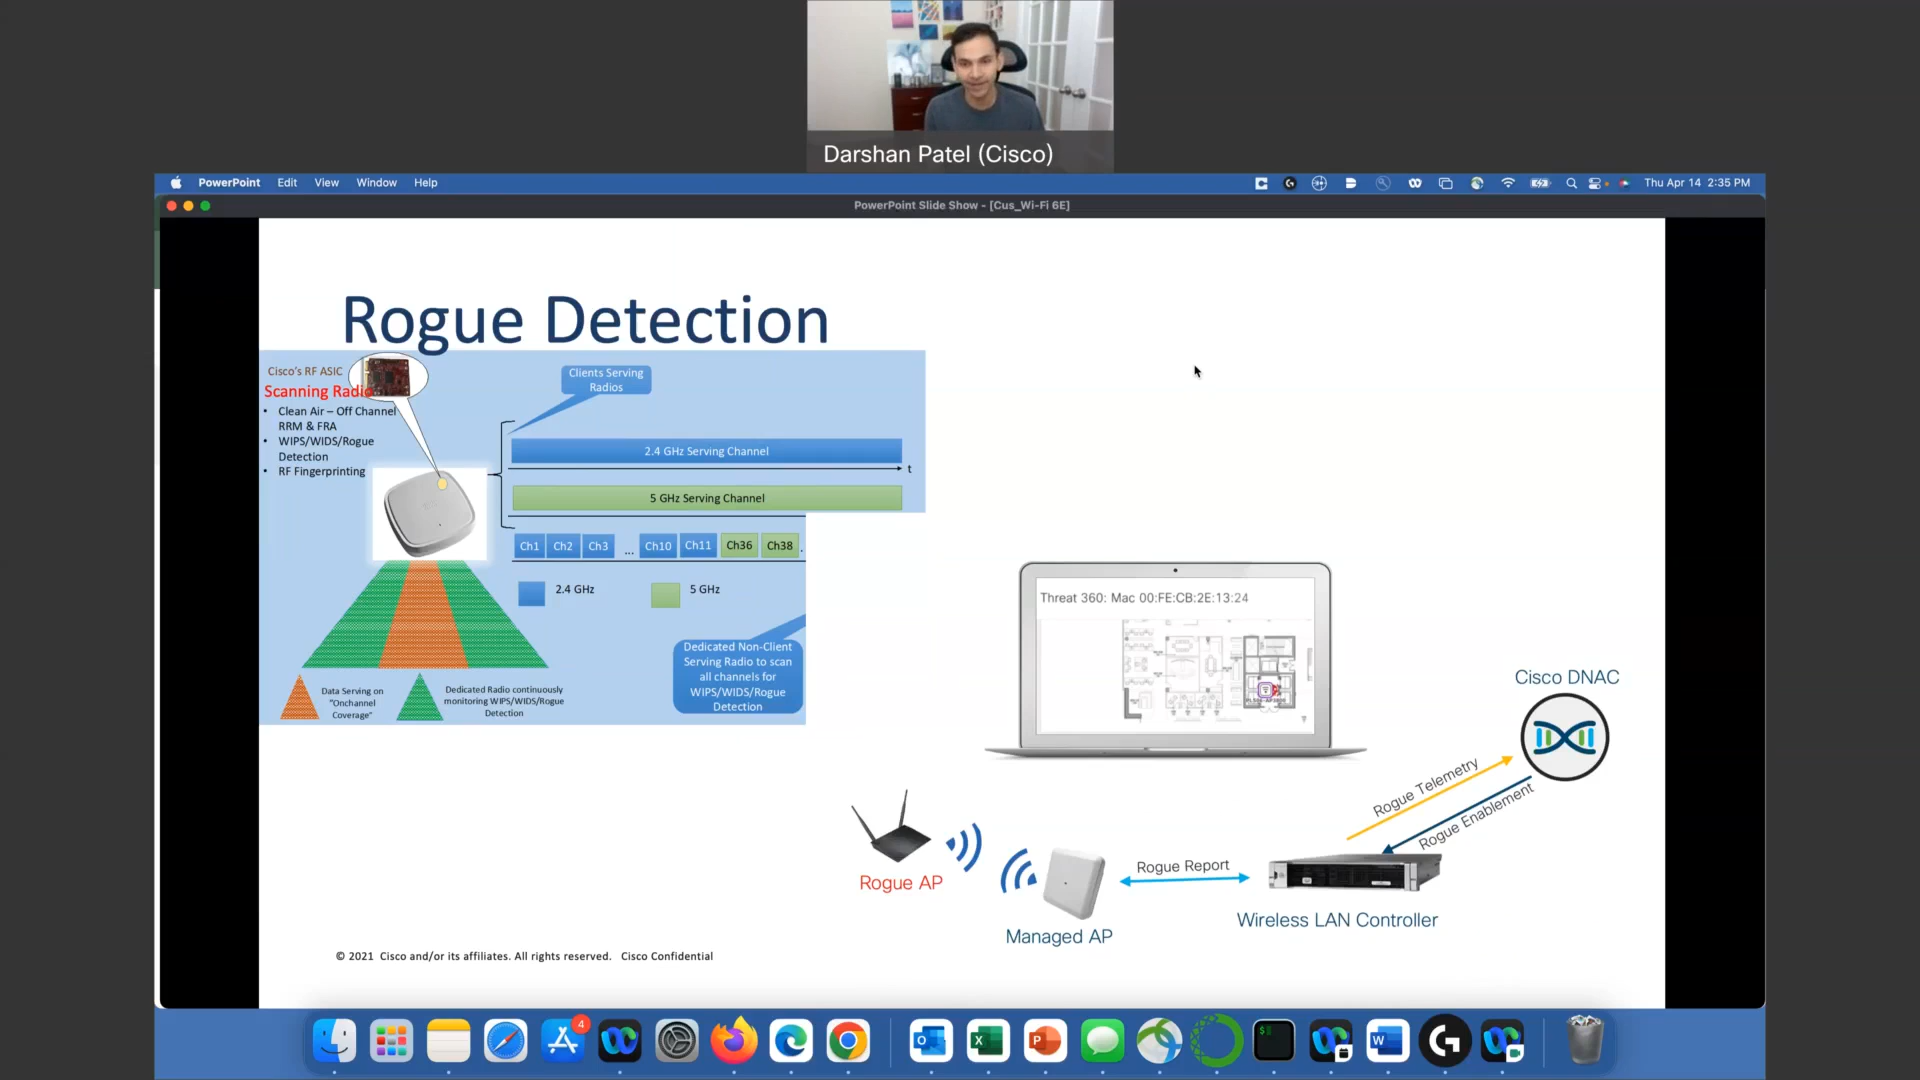 Darshan Patel (Cisco)
PowerPoint Edit View Window Help
Thu Apr 14 2:35 PM
PowerPoint Slide Show - [Cus_Wi-Fi 6E]
Rogue Detection
Cisco's RF ASIC
Scanning Radio
• Clean Air – Off Channel
RRM & FRA
• WIPS/WIDS/Rogue
Detection
• RF Fingerprinting
Clients Serving
Radios
2.4 GHz Serving Channel
t
5 GHz Serving Channel
Ch1 Ch2 Ch3 ... Ch10 Ch11 Ch36 Ch38 .
2.4 GHz
5 GHz
Dedicated Non-Client
Serving Radio to scan
all channels for
WIPS/WIDS/Rogue
Detection
Data Serving on
"Onchannel
Coverage"
Dedicated Radio continuously
monitoring WIPS/WIDS/Rogue
Detection
Threat 360: Mac 00:FE:CB:2E:13:24
Cisco DNAC
Rogue Telemetry
Rogue Enablement
Rogue AP
Rogue Report
Managed AP
Wireless LAN Controller
© 2021 Cisco and/or its affiliates. All rights reserved. Cisco Confidential
4